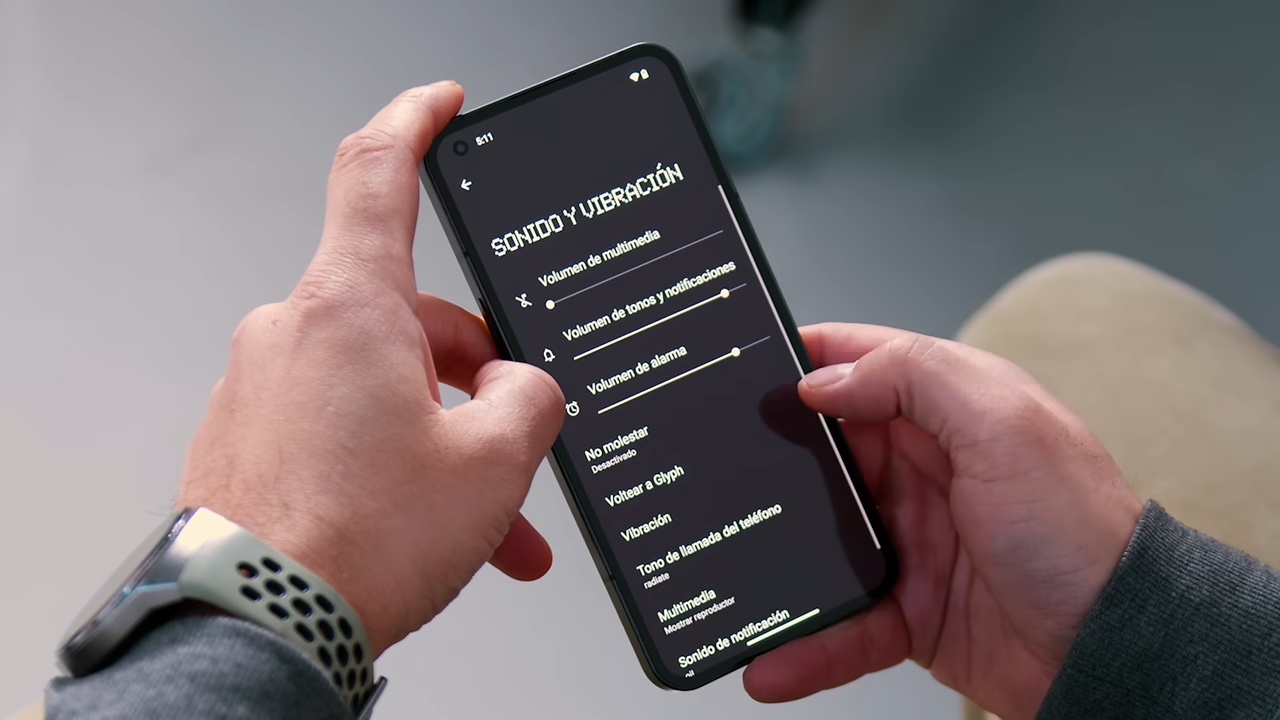 5:11
SONIDO Y VIBRACIÓN
Volumen de multimedia
Volumen de tonos y notificaciones
Volumen de alarma
No molestar
Desactivado
Voltear a Glyph
Vibración
Tono de llamada del teléfono
radiate
Multimedia
Mostrar reproductor
Sonido de notificación